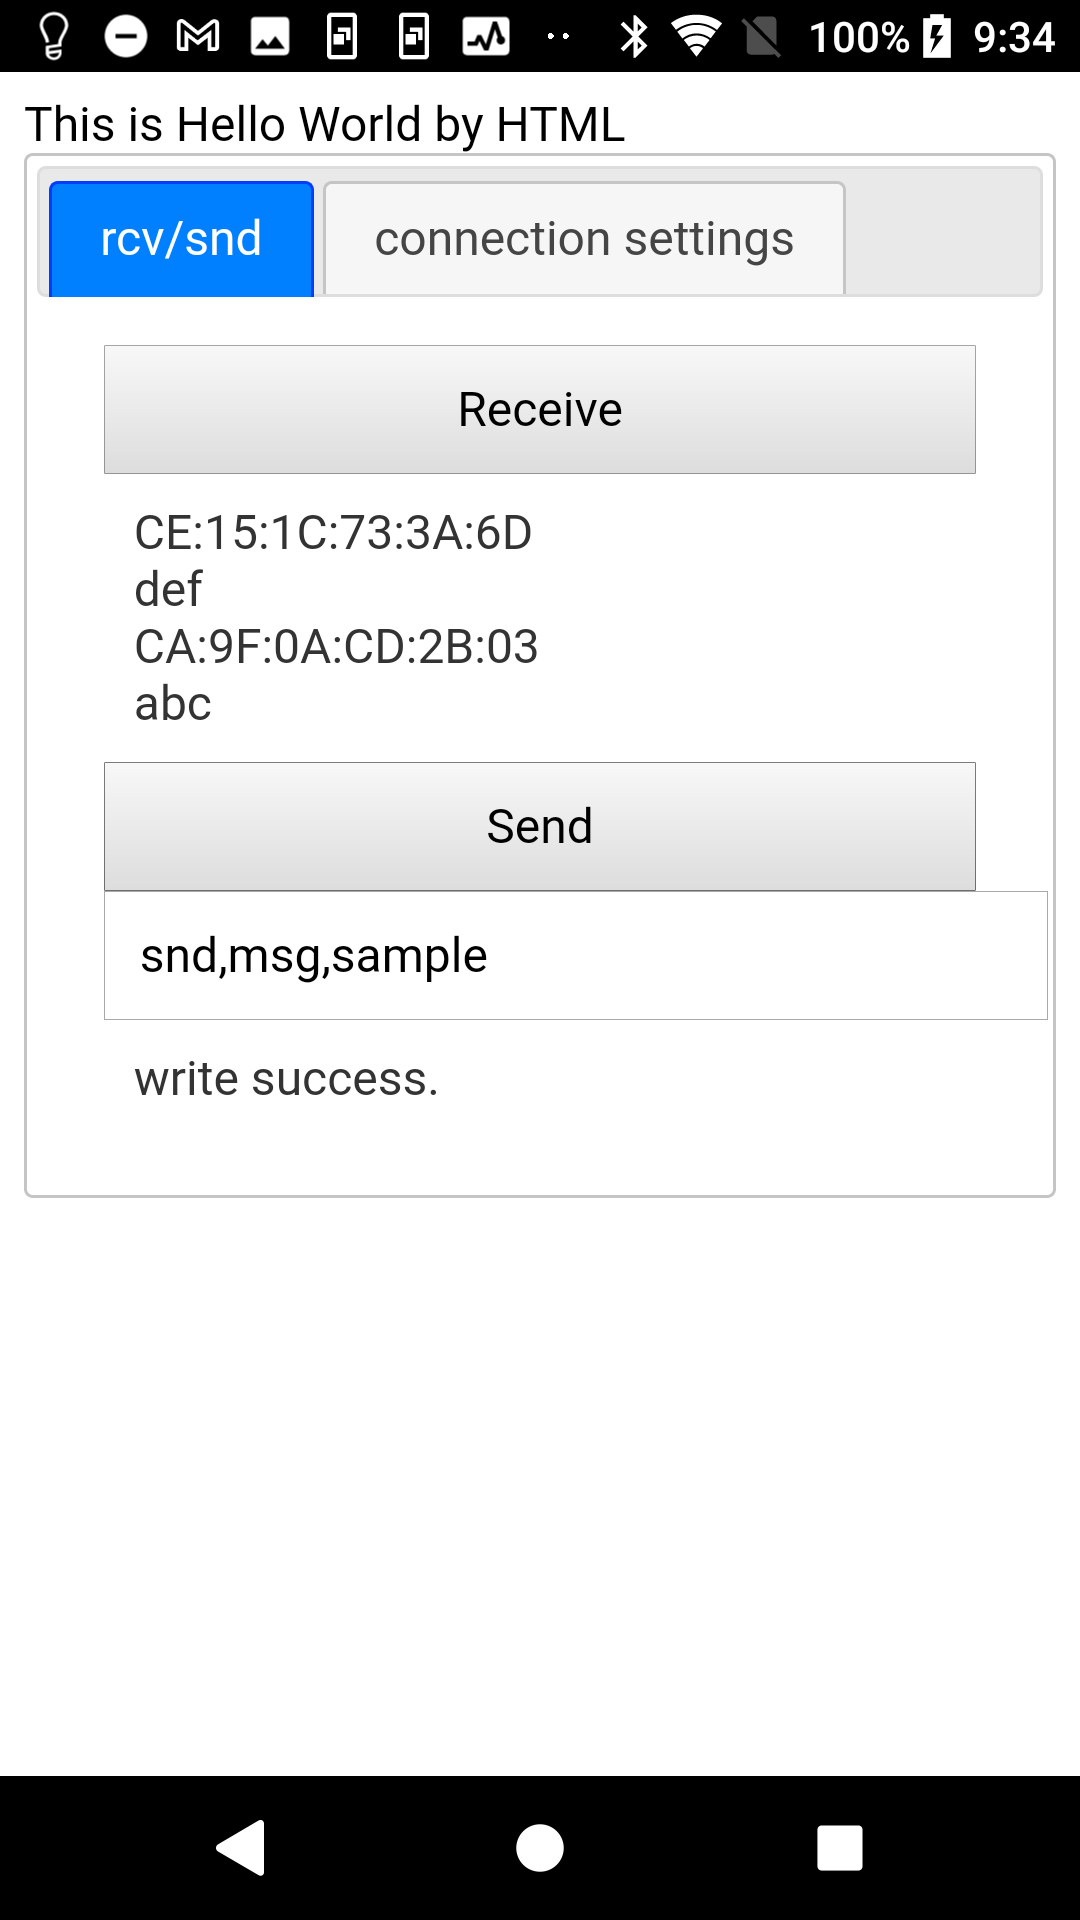 100% 9:34
This is Hello World by HTML
rcv/snd connection settings
Receive
CE:15:1C:73:3A:6D
def
CA:9F:0A:CD:2B:03
abc
Send
snd,msg,sample
write success.